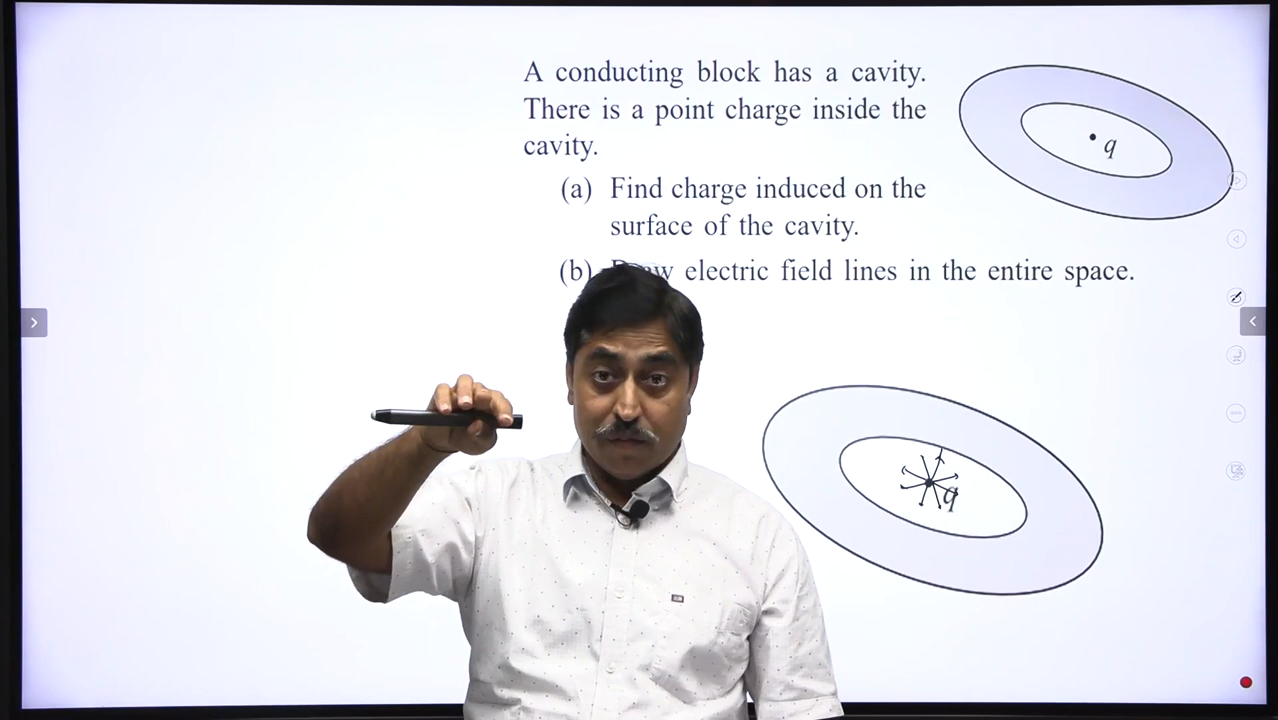 A conducting block has a cavity.
There is a point charge inside the
cavity.
q
(a) Find charge induced on the
surface of the cavity.
(b) electric field lines in the entire space.
q